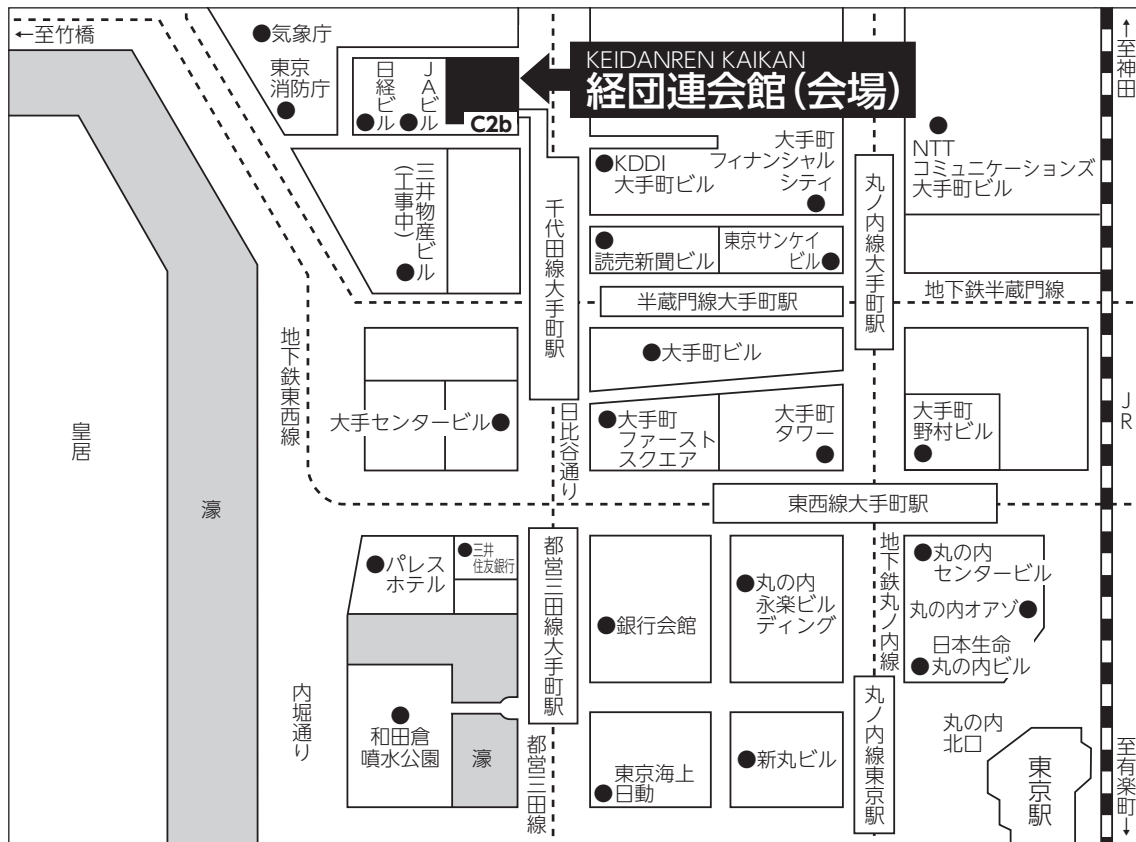 ←至竹橋
気象庁
東京
消防庁
日経ビル
JAビル
C2b
KEIDANREN KAIKAN
経団連会館(会場)
←至神田
三井物産ビル
(工事中)
千代田線大手町駅
KDDI
大手町ビル
大手町
フィナンシャル
シティ
丸ノ内線大手町駅
NTT
コミュニケーションズ
大手町ビル
読売新聞ビル
東京サンケイ
ビル
半蔵門線大手町駅
地下鉄半蔵門線
地下鉄東西線
大手町ビル
皇居
濠
大手センタービル
日比谷通り
大手町
ファースト
スクエア
大手町
タワー
大手町
野村ビル
JR
東西線大手町駅
パレス
ホテル
三井
住友銀行
都営三田線大手町駅
銀行会館
丸の内
永楽ビル
ディング
地下鉄丸ノ内線
丸の内
センタービル
丸の内オアゾ
日本生命
丸の内ビル
内堀通り
和田倉
噴水公園
濠
都営三田線
東京海上
日動
新丸ビル
丸ノ内線東京駅
丸の内
北口
東京駅
至有楽町→